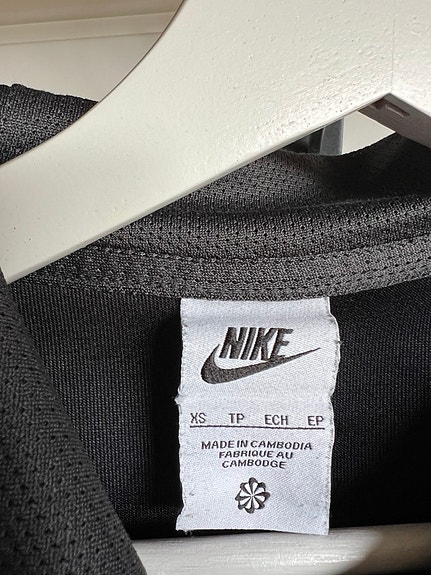 NIKE
XS TP ECH EP
MADE IN CAMBODIA
FABRIQUE AU
CAMBODGE